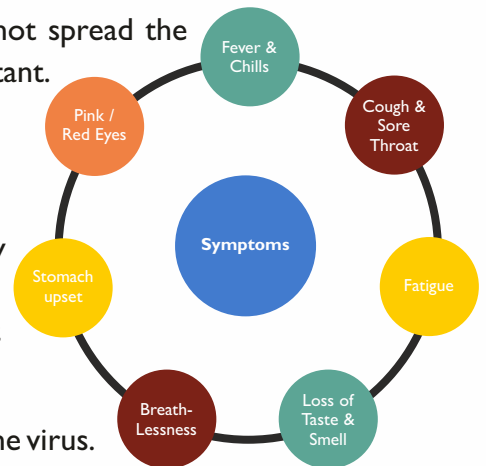 not spread the
tant.
Fever &
Chills
Cough &
Sore
Throat
Pink /
Red Eyes
Symptoms
Stomach
upset
Fatigue
Breath-
Lessness
Loss of
Taste &
Smell
he virus.